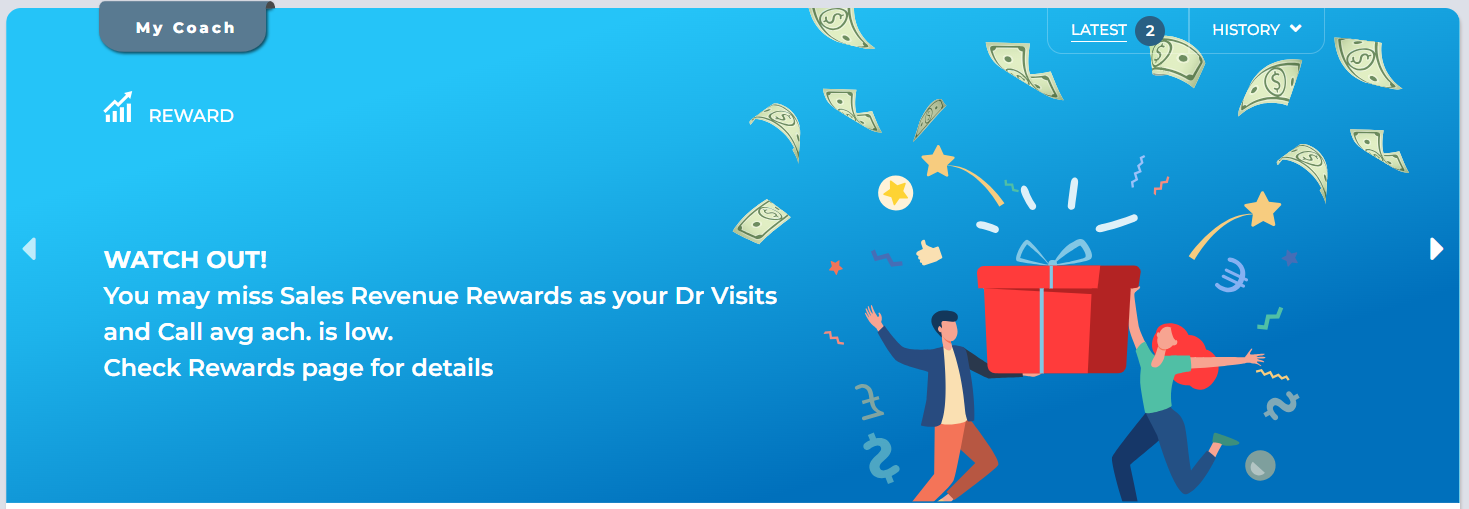 My Coach
LATEST 2 HISTORY
REWARD
WATCH OUT!
You may miss Sales Revenue Rewards as your Dr Visits
and Call avg ach. is low.
Check Rewards page for details